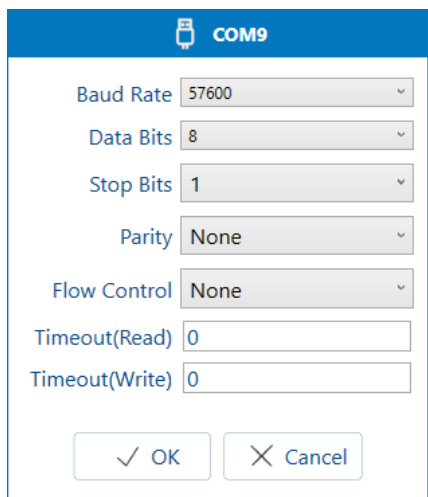 COM9
Baud Rate 57600
Data Bits 8
Stop Bits 1
Parity None
Flow Control None
Timeout(Read) 0
Timeout(Write) 0
OK Cancel